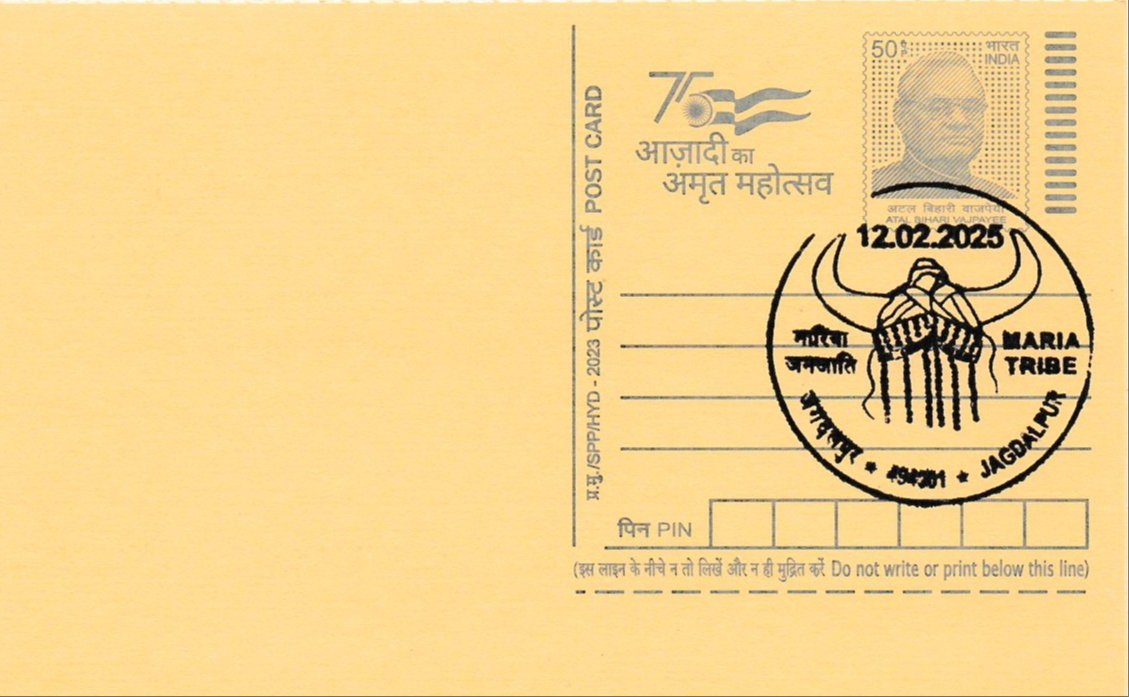 प्र.मु./SPP/HYD - 2023 पोस्ट कार्ड POST CARD
75
आज़ादी का
अमृत महोत्सव
50 P
भारत
INDIA
अटल बिहारी वाजपेयी
ATAL BIHARI VAJPAYEE
12.02.2025
मारिया
जनजाति
MARIA
TRIBE
जगदलपुर ★ 494001 ★ JAGDALPUR
पिन PIN
(इस लाइन के नीचे न तो लिखें और न ही मुद्रित करें Do not write or print below this line)